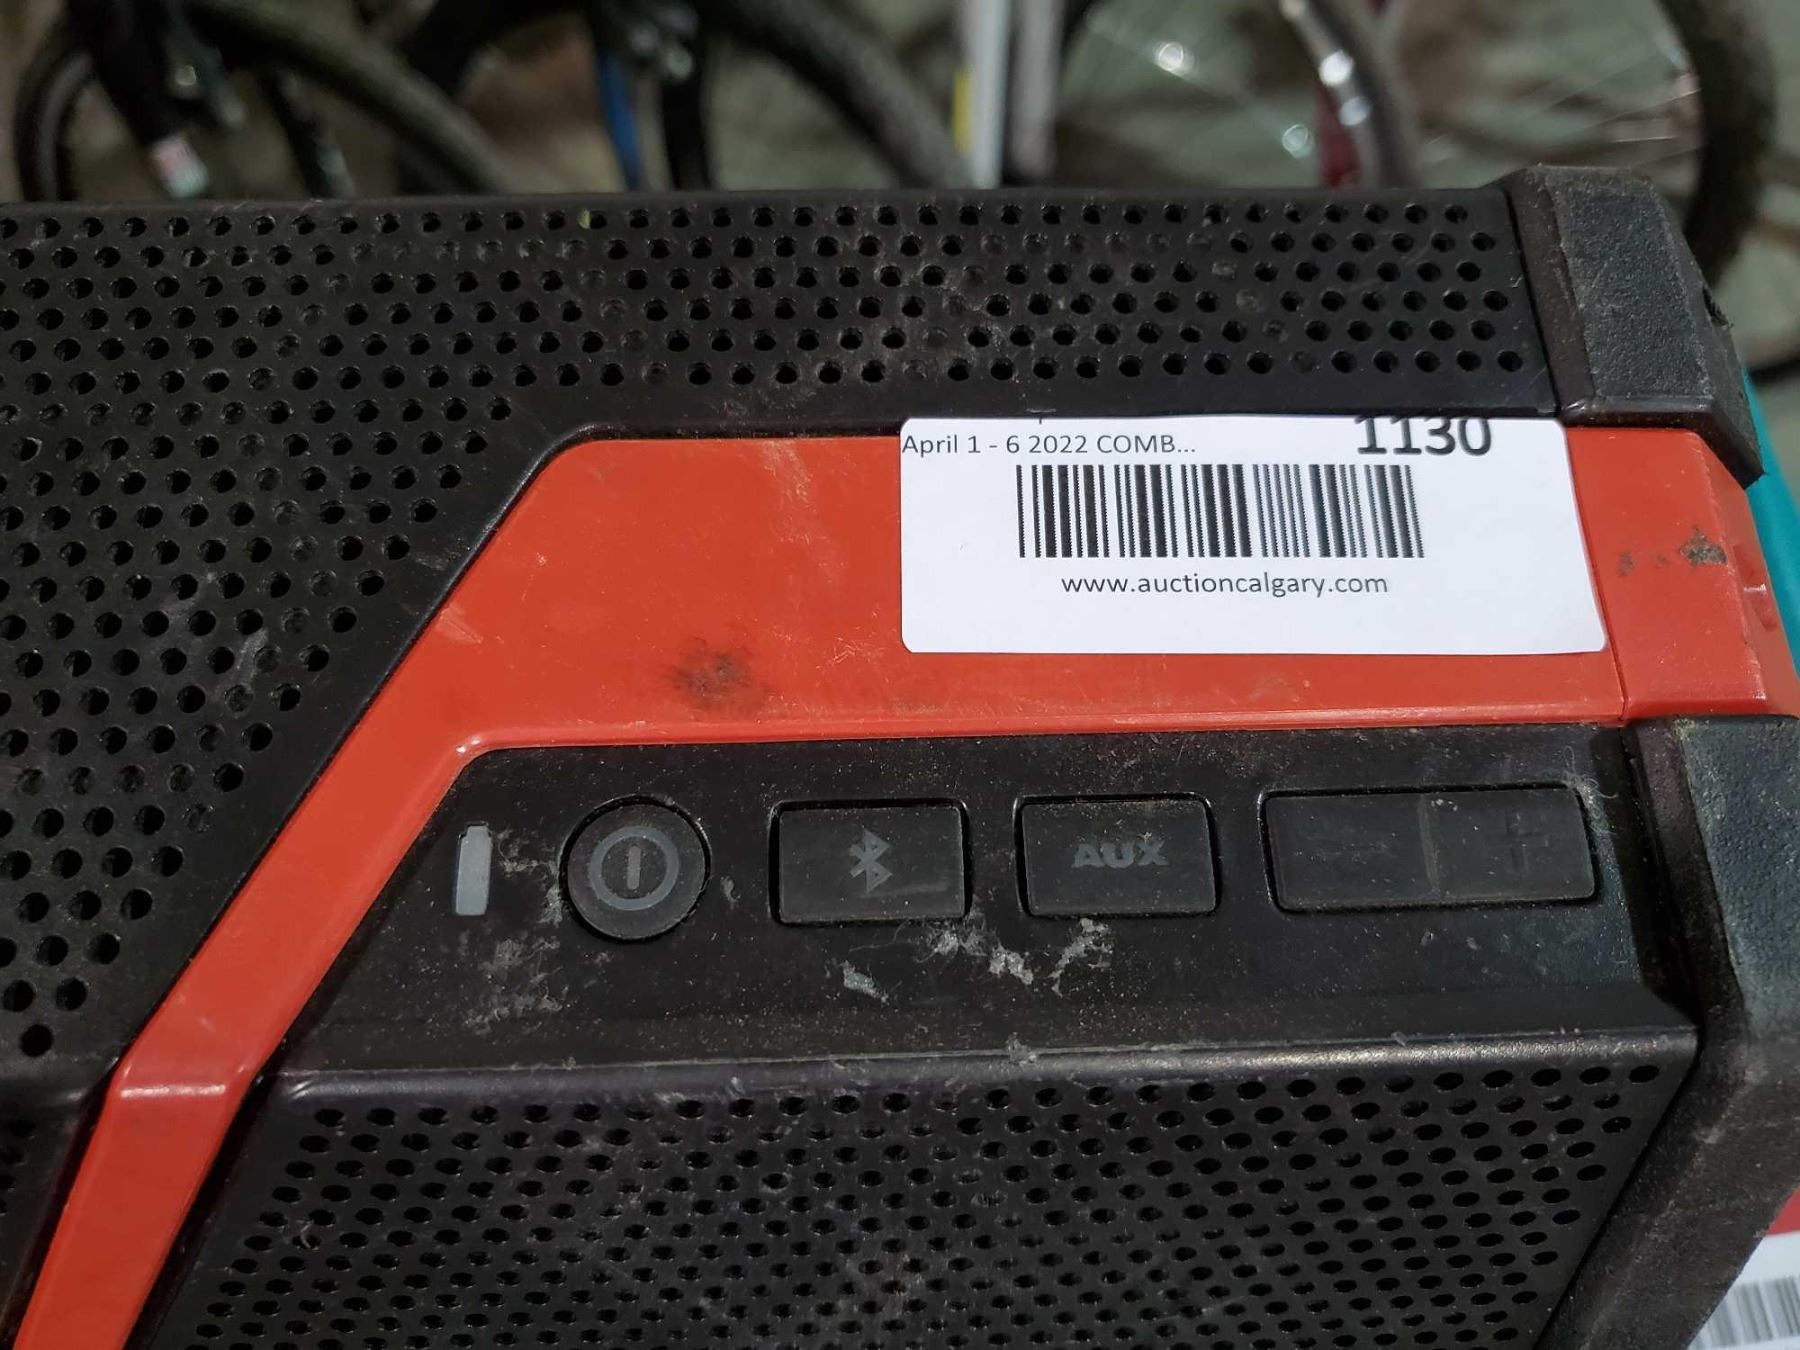 April 1 - 6 2022 COMB...
1130
www.auctioncalgary.com
AUX